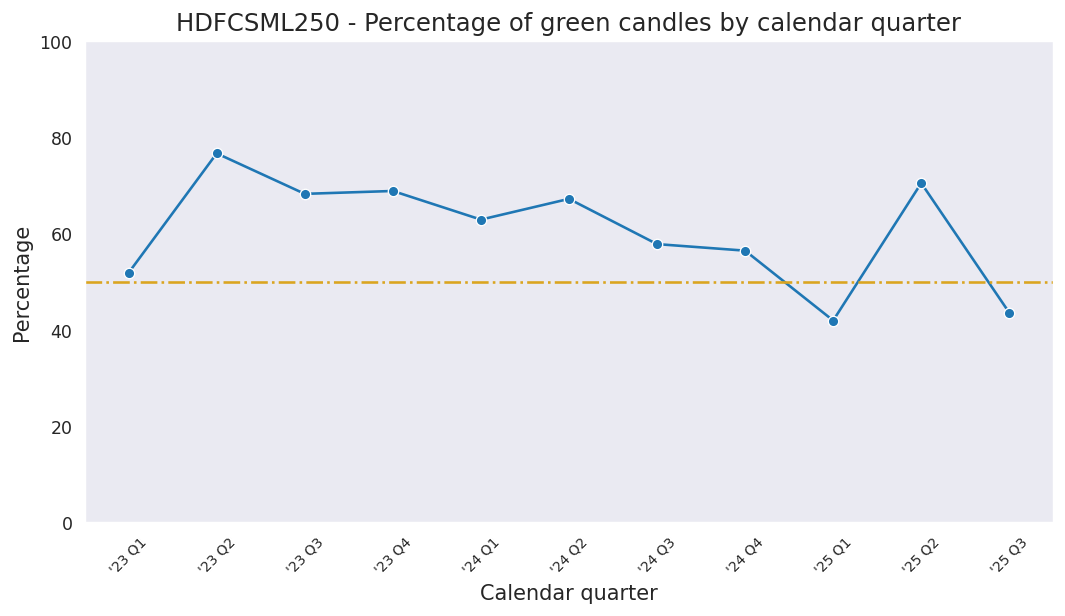 HDFCSML250 - Percentage of green candles by calendar quarter
100
80
60
40
20
0
Percentage
'23 Q1
'23 Q2
'23 Q3
'23 Q4
'24 Q1
'24 Q2
'24 Q3
'24 Q4
'25 Q1
'25 Q2
'25 Q3
Calendar quarter